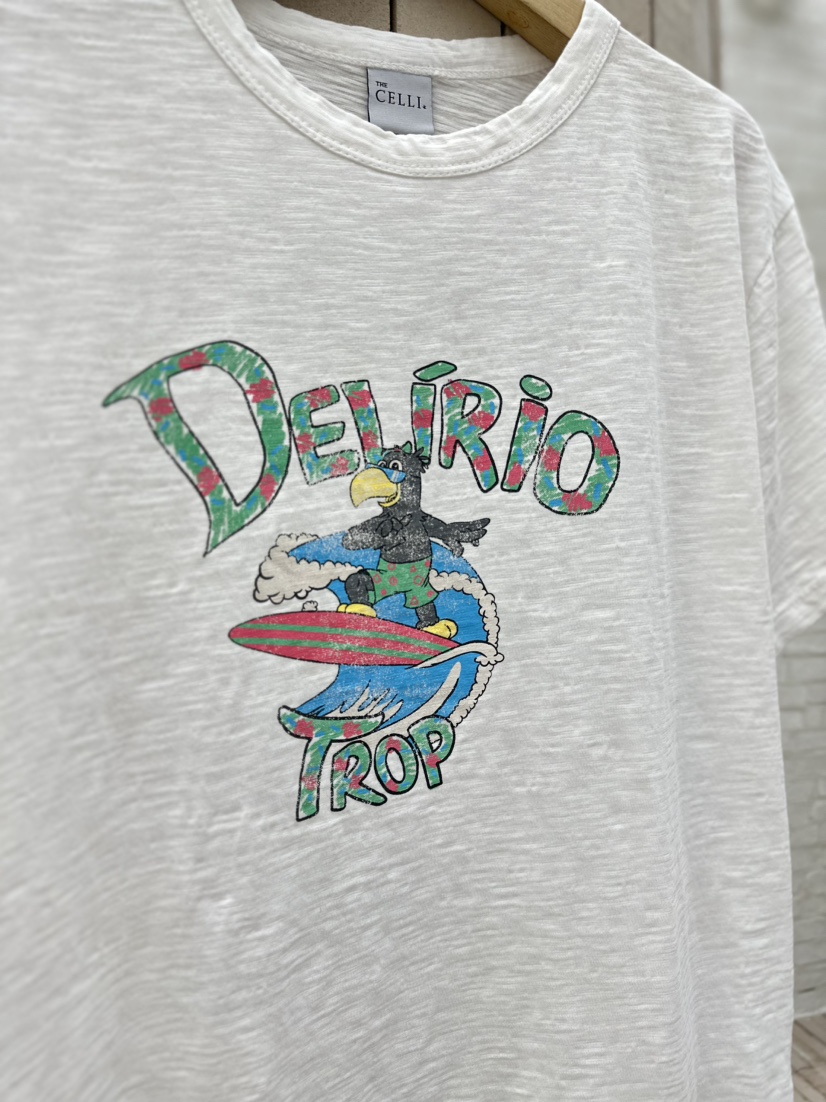 THE
CELLI.
DELÍRIO
TROP